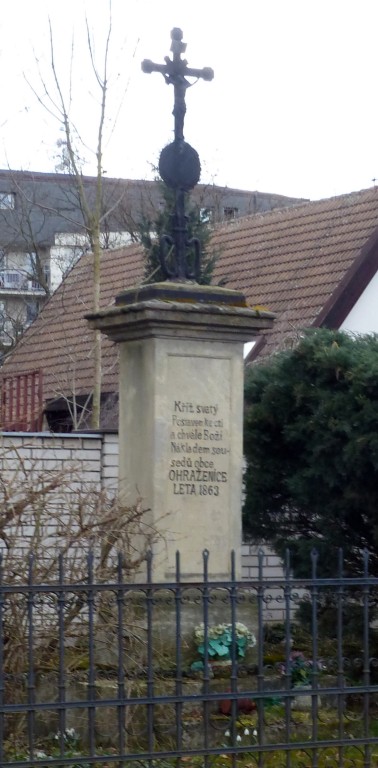 Kříž svatý
Postaven ke cti
a chvále Boží
Nákladem sou-
sedů obce
OHRAŽENICE
LETA 1863